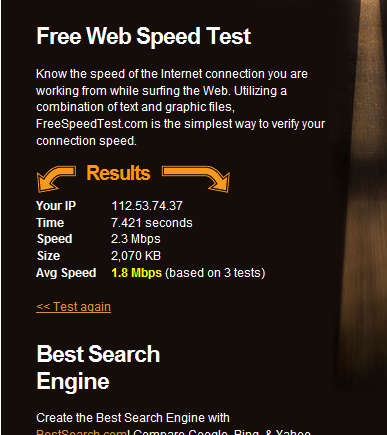 Free Web Speed Test
Know the speed of the Internet connection you are
working from while surfing the Web. Utilizing a
combination of text and graphic files,
FreeSpeedTest.com is the simplest way to verify your
connection speed.
Results
Your IP 112.53.74.37
Time 7.421 seconds
Speed 2.3 Mbps
Size 2,070 KB
Avg Speed 1.8 Mbps (based on 3 tests)
<< Test again
Best Search
Engine
Create the Best Search Engine with
BestSearch.com! Compare Google, Bing, & Yahoo